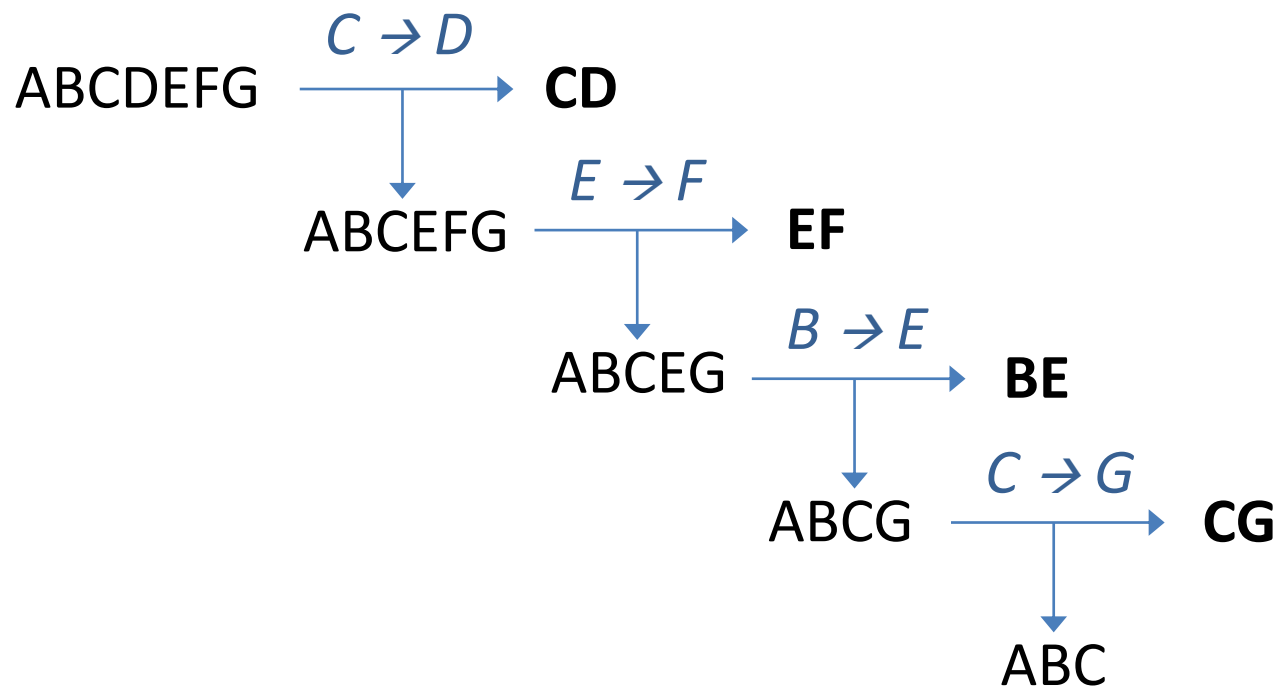 C → D
ABCDEFG CD
E → F
ABCEFG EF
B → E
ABCEG BE
C → G
ABCG CG
ABC